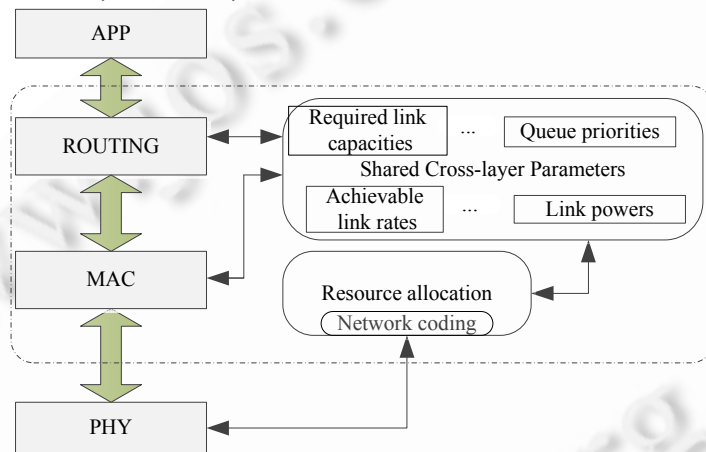 APP
ROUTING
MAC
PHY
Required link
capacities
...
Queue priorities
Shared Cross-layer Parameters
Achievable
link rates
...
Link powers
Resource allocation
Network coding